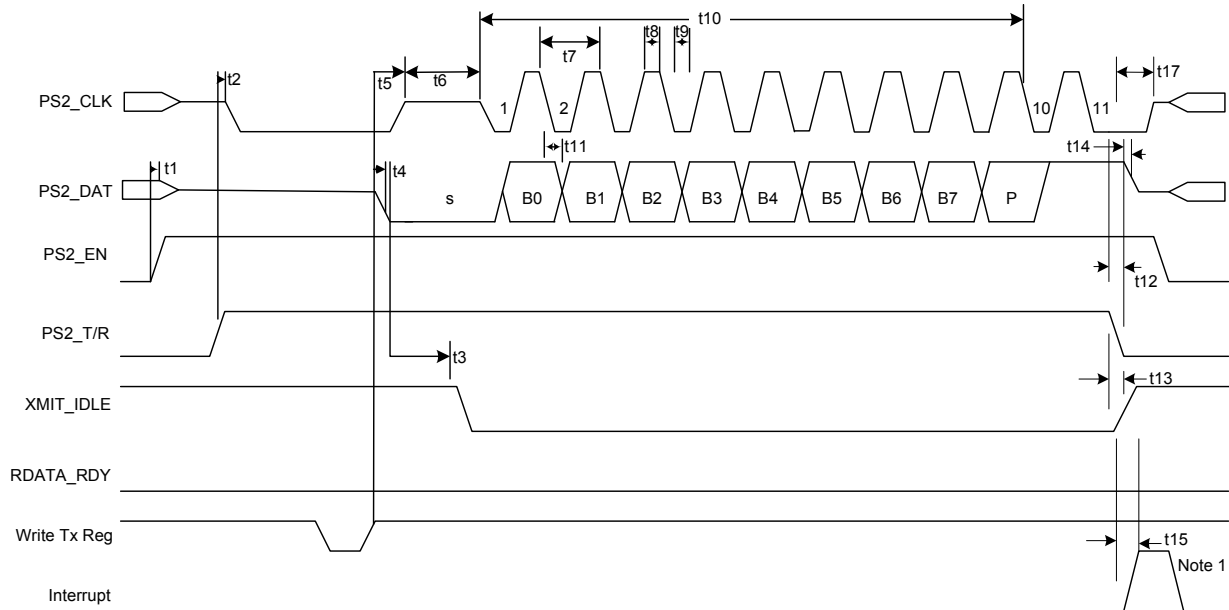 t10
t8 t9
t7
t5 t6
t2
t17
PS2_CLK
1 2 10 11
t11
t14
t1
t4
PS2_DAT
s B0 B1 B2 B3 B4 B5 B6 B7 P
PS2_EN
t12
PS2_T/R
t3
t13
XMIT_IDLE
RDATA_RDY
Write Tx Reg
t15
Note 1
Interrupt